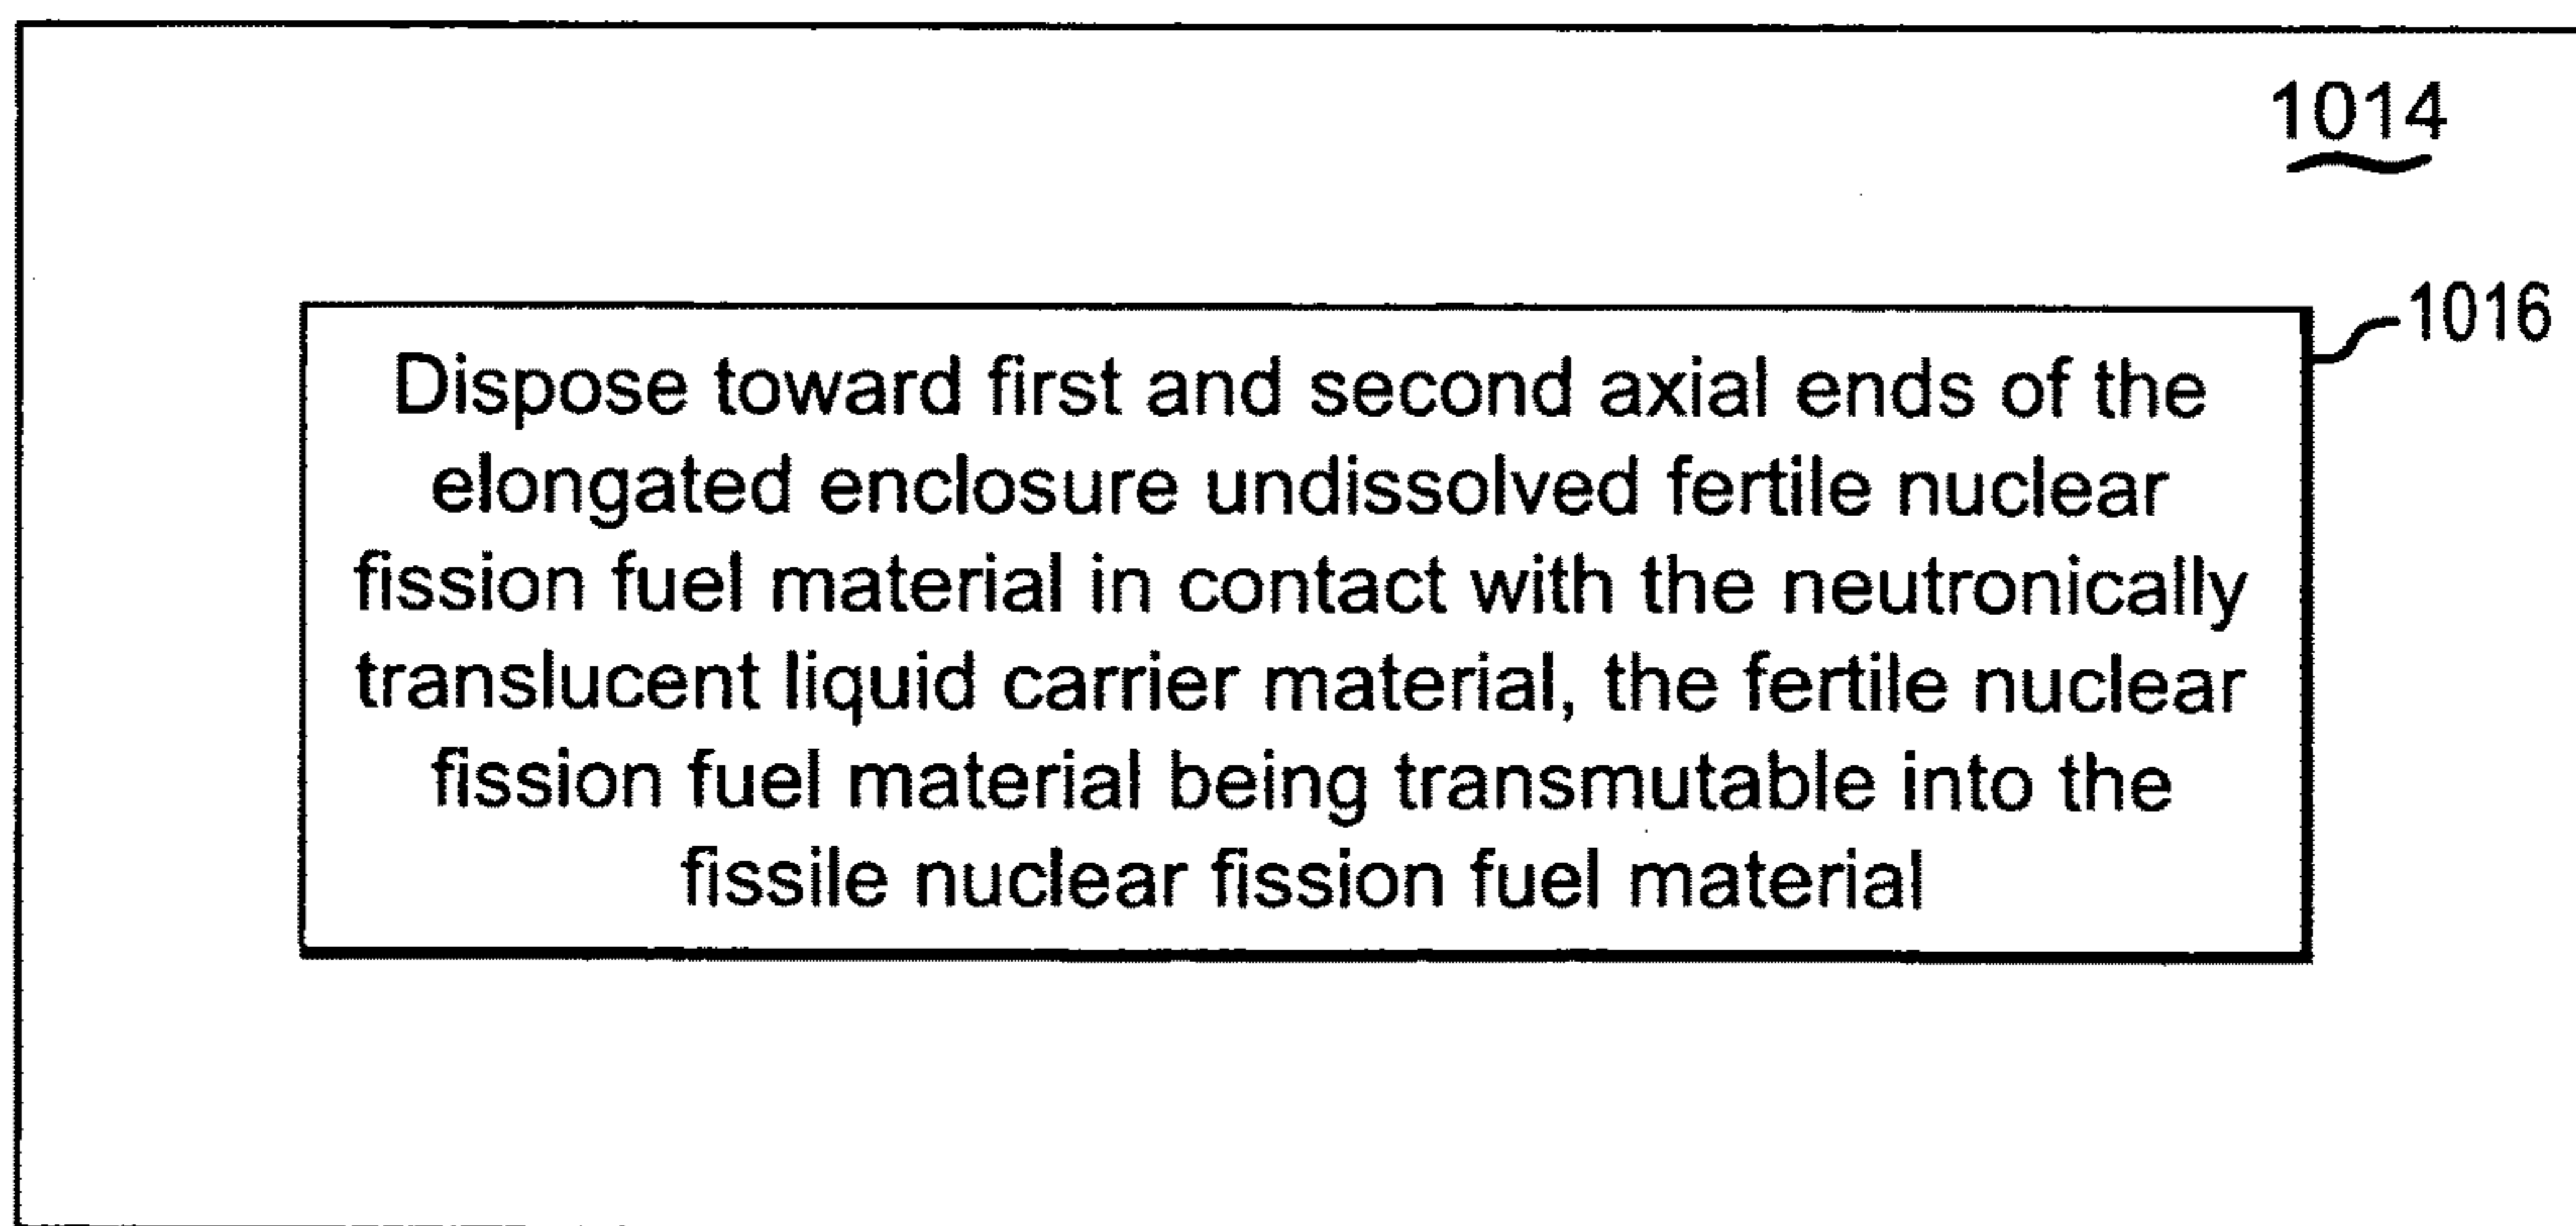 1014
1016
Dispose toward first and second axial ends of the
elongated enclosure undissolved fertile nuclear
fission fuel material in contact with the neutronically
translucent liquid carrier material, the fertile nuclear
fission fuel material being transmutable into the
fissile nuclear fission fuel material